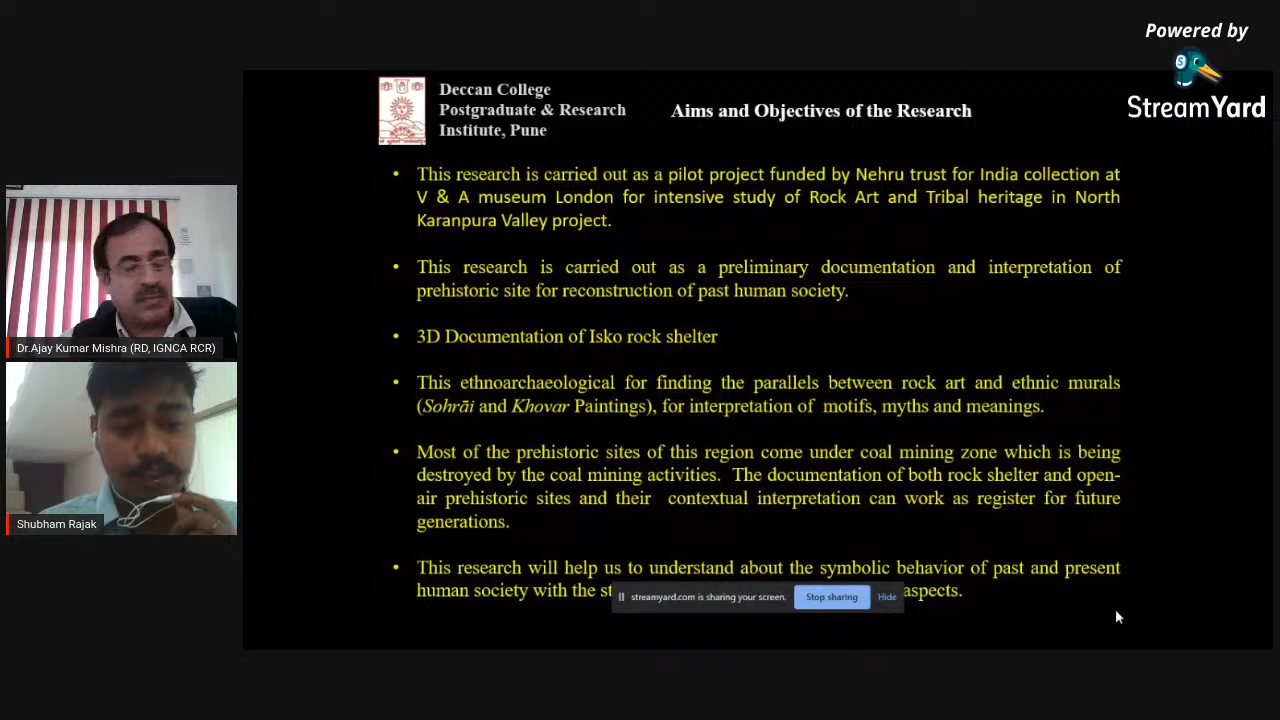 Powered by
StreamYard
Deccan College
Postgraduate & Research
Institute, Pune
Aims and Objectives of the Research
• This research is carried out as a pilot project funded by Nehru trust for India collection at
V & A museum London for intensive study of Rock Art and Tribal heritage in North
Karanpura Valley project.
• This research is carried out as a preliminary documentation and interpretation of
prehistoric site for reconstruction of past human society.
• 3D Documentation of Isko rock shelter
• This ethnoarchaeological for finding the parallels between rock art and ethnic murals
(Sohrāi and Khovar Paintings), for interpretation of motifs, myths and meanings.
• Most of the prehistoric sites of this region come under coal mining zone which is being
destroyed by the coal mining activities. The documentation of both rock shelter and open-
air prehistoric sites and their contextual interpretation can work as register for future
generations.
• This research will help us to understand about the symbolic behavior of past and present
human society with the aspects.
streamyard.com is sharing your screen.
Stop sharing
Hide
Dr.Ajay Kumar Mishra (RD, IGNCA RCR)
Shubham Rajak